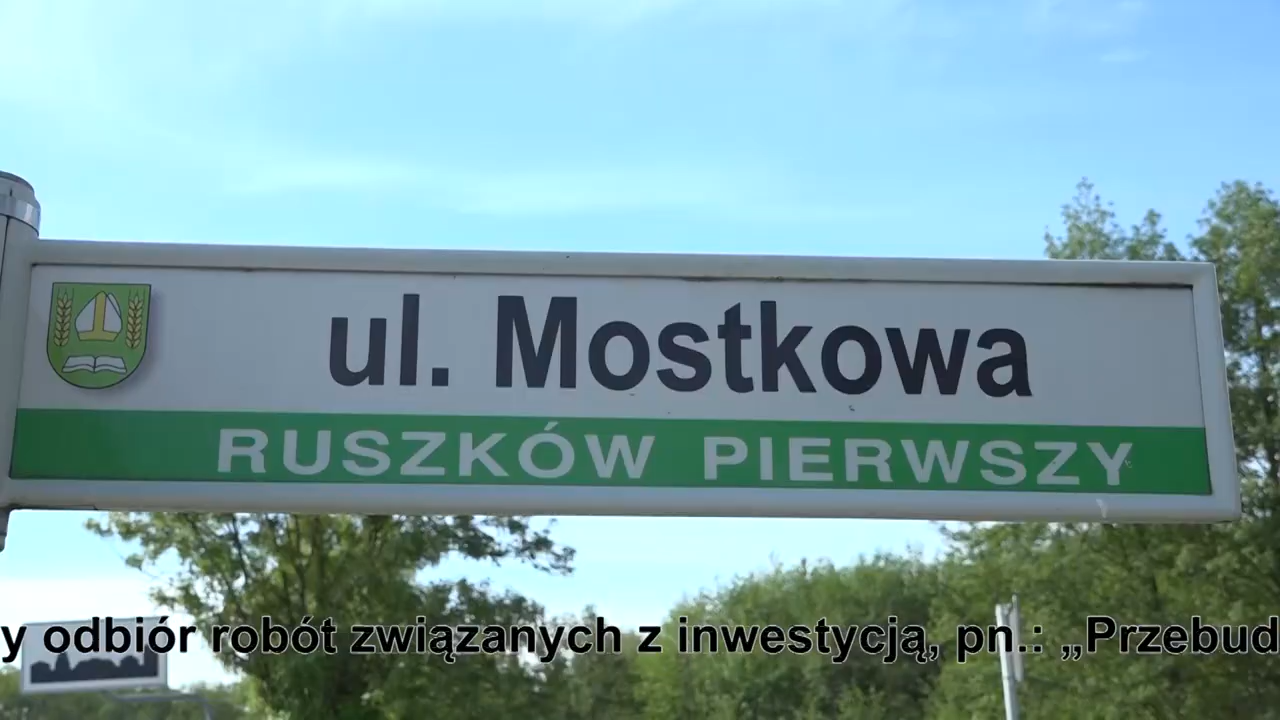 ul. Mostkowa
RUSZKÓW PIERWSZY
y odbiór robót związanych z inwestycją, pn.: „Przebud